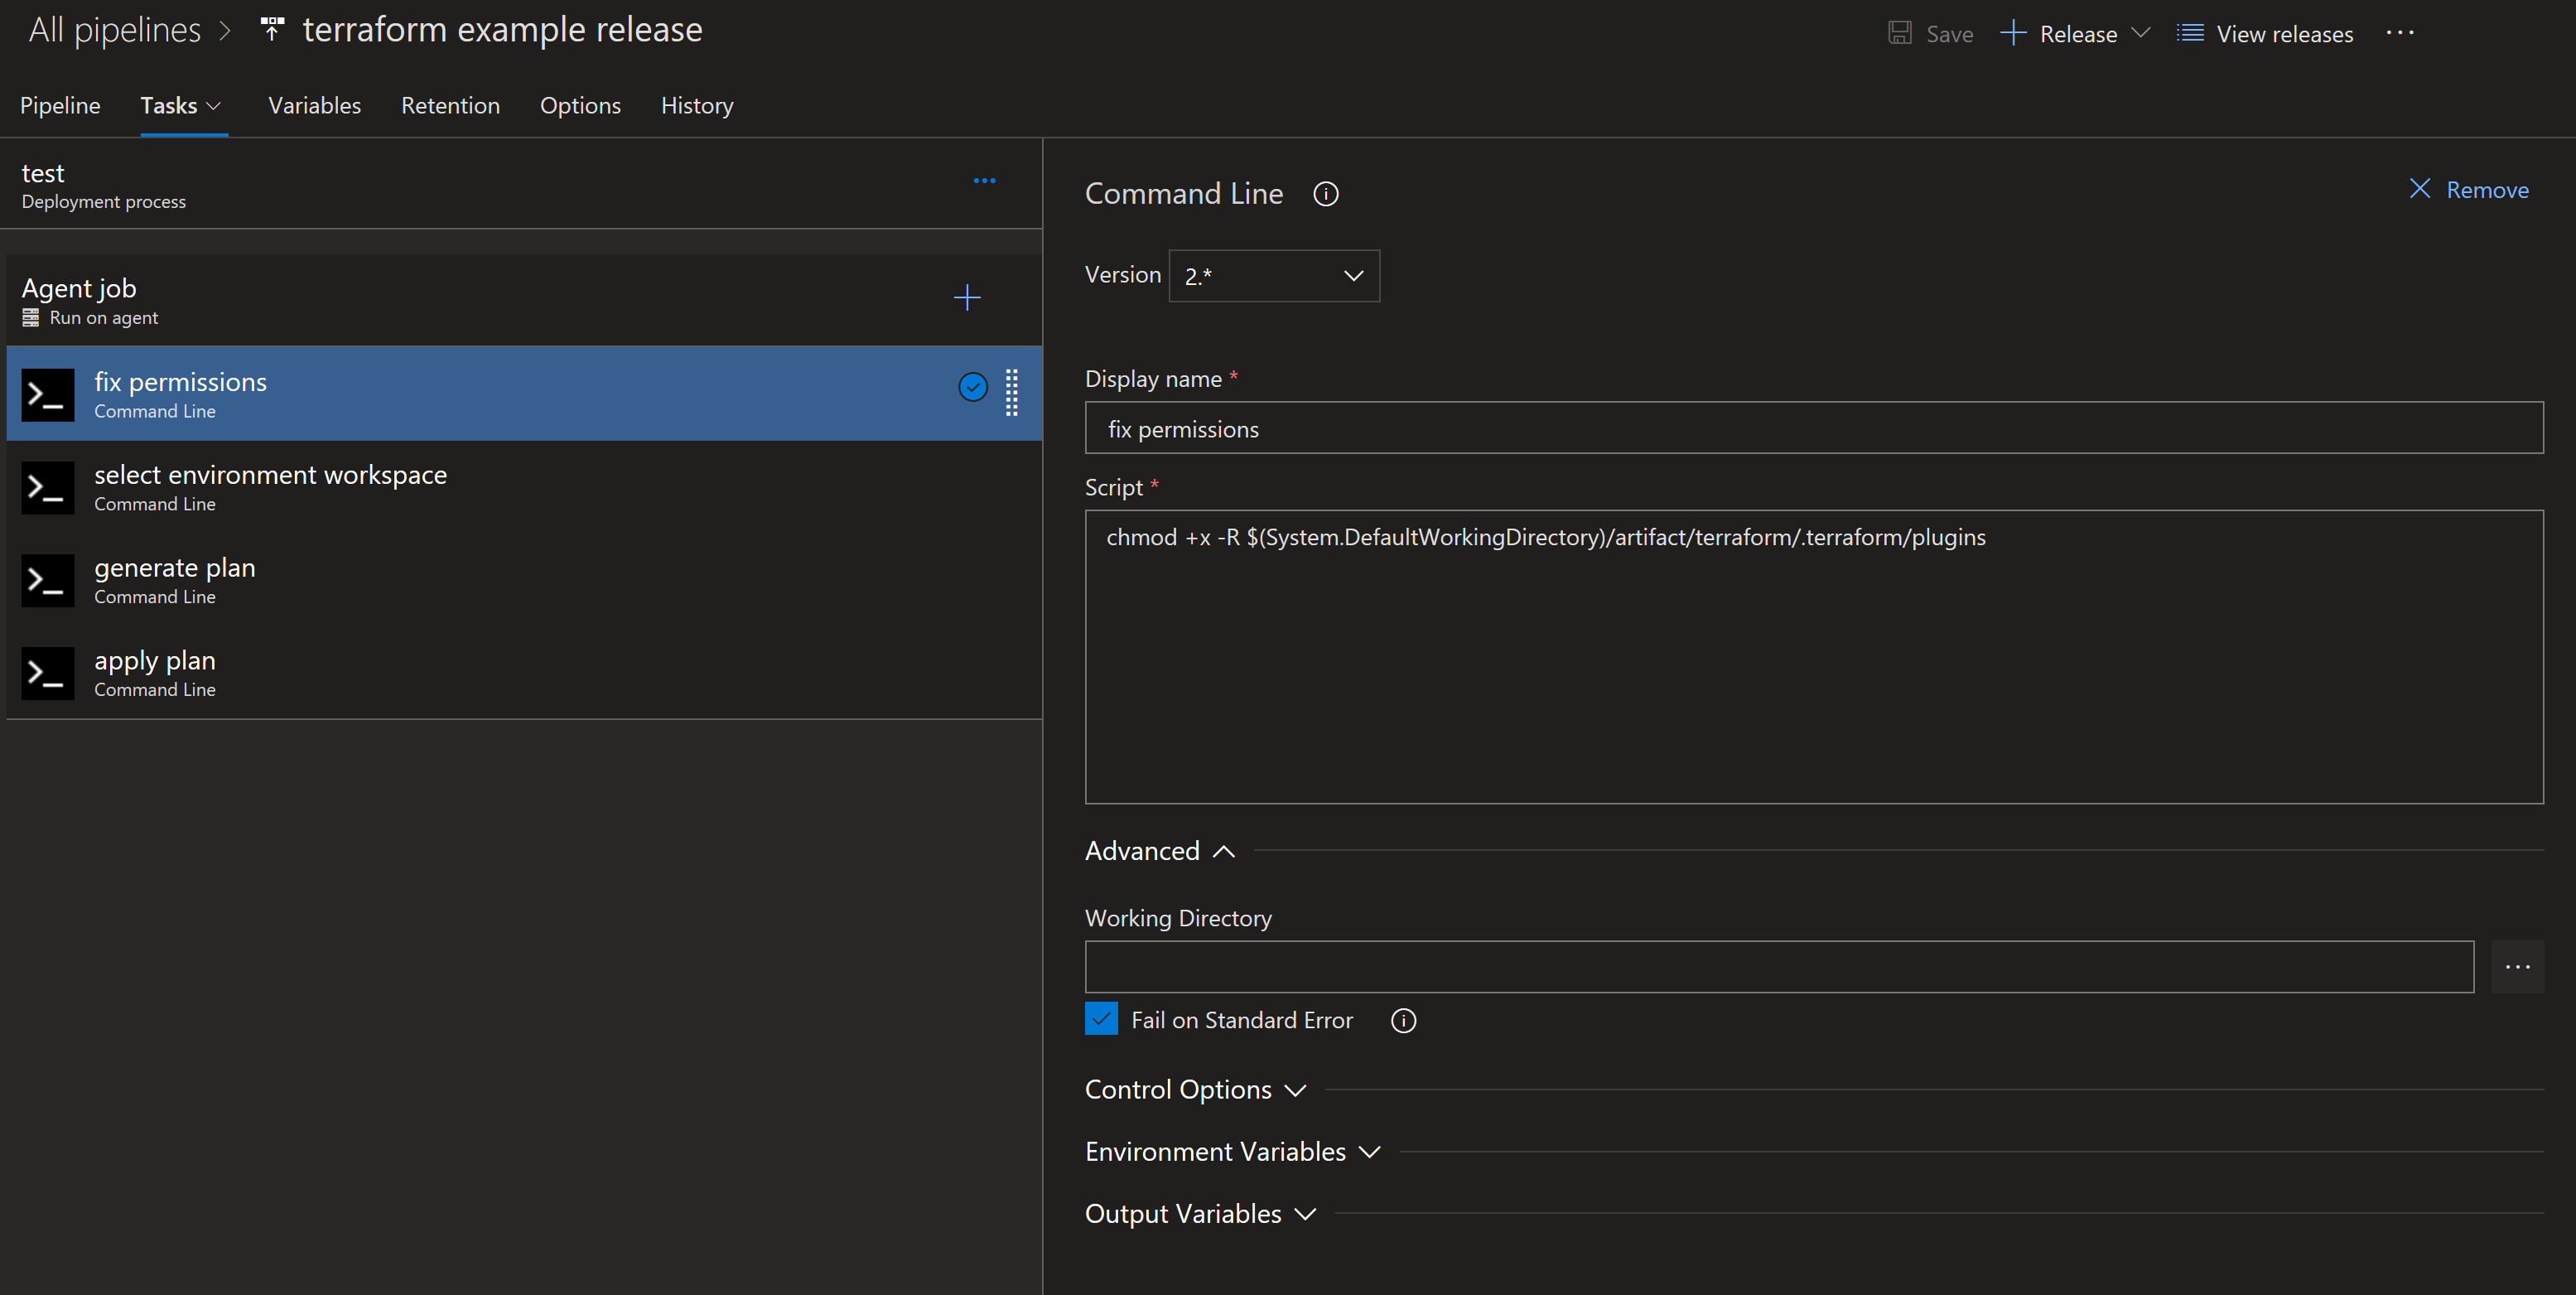 All pipelines > terraform example release
Save Release View releases ...
Pipeline Tasks Variables Retention Options History
test
Deployment process
Agent job
Run on agent
fix permissions
Command Line
select environment workspace
Command Line
generate plan
Command Line
apply plan
Command Line
Command Line
Remove
Version 2.*
Display name *
fix permissions
Script *
chmod +x -R $(System.DefaultWorkingDirectory)/artifact/terraform/.terraform/plugins
Advanced
Working Directory
Fail on Standard Error
Control Options
Environment Variables
Output Variables